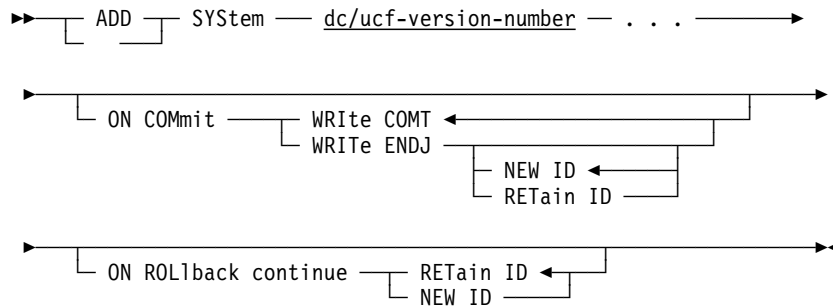 ADD SYStem dc/ucf-version-number . . .
ON COMmit WRIte COMT
WRITe ENDJ
NEW ID
RETain ID
ON ROLlback continue RETain ID
NEW ID